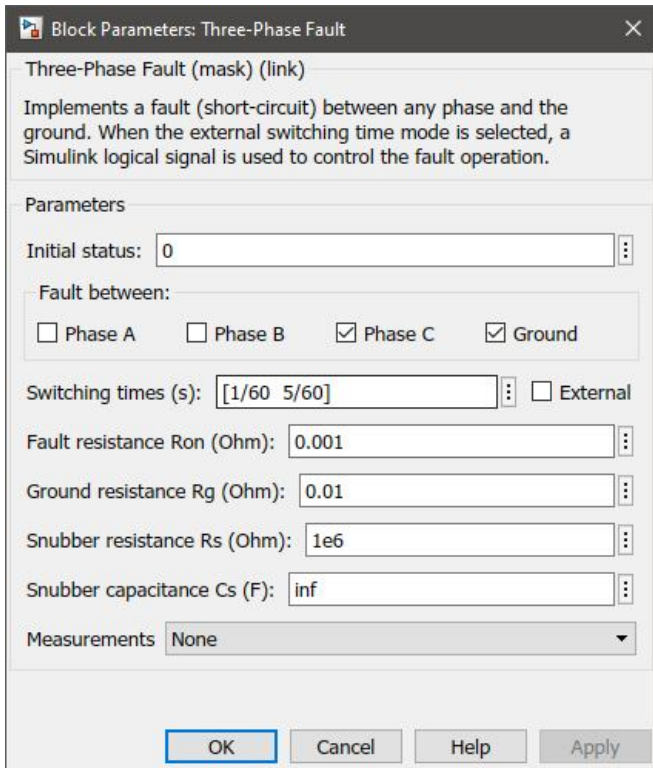 Block Parameters: Three-Phase Fault
Three-Phase Fault (mask) (link)
Implements a fault (short-circuit) between any phase and the
ground. When the external switching time mode is selected, a
Simulink logical signal is used to control the fault operation.
Parameters
Initial status: 0
Fault between:
Phase A Phase B Phase C Ground
Switching times (s): [1/60 5/60] External
Fault resistance Ron (Ohm): 0.001
Ground resistance Rg (Ohm): 0.01
Snubber resistance Rs (Ohm): 1e6
Snubber capacitance Cs (F): inf
Measurements None
OK Cancel Help Apply